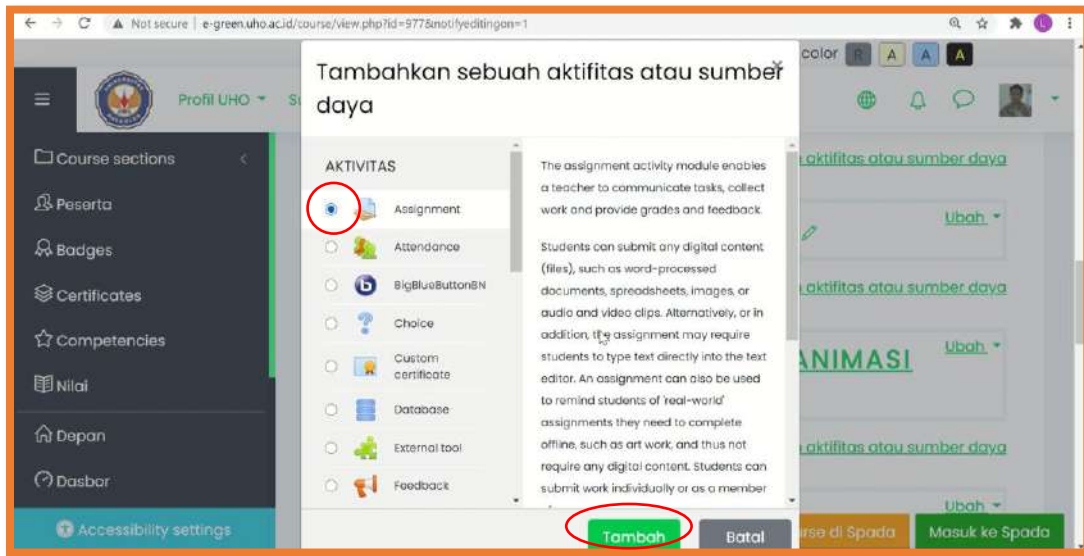 Not secure | e-green.uho.ac.id/course/view.php?id=977&notifyeditingon=1
L
color R A A A
Profil UHO
Tambahkan sebuah aktifitas atau sumber
daya
×
Course sections
Peserta
Badges
Certificates
Competencies
Nilai
Depan
Dasbor
Accessibility settings
AKTIVITAS
Assignment
Attendance
BigBlueButtonBN
Choice
Custom
certificate
Database
External tool
Feedback
The assignment activity module enables
a teacher to communicate tasks, collect
work and provide grades and feedback.
Students can submit any digital content
(files), such as word-processed
documents, spreadsheets, images, or
audio and video clips. Alternatively, or in
addition, the assignment may require
students to type text directly into the text
editor. An assignment can also be used
to remind students of 'real-world'
assignments they need to complete
offline, such as art work, and thus not
require any digital content. Students can
submit work individually or as a member
Tambah
Batal
aktifitas atau sumber daya
Ubah
aktifitas atau sumber daya
ANIMASI
Ubah
aktifitas atau sumber daya
Ubah
di Spada
Masuk ke Spada